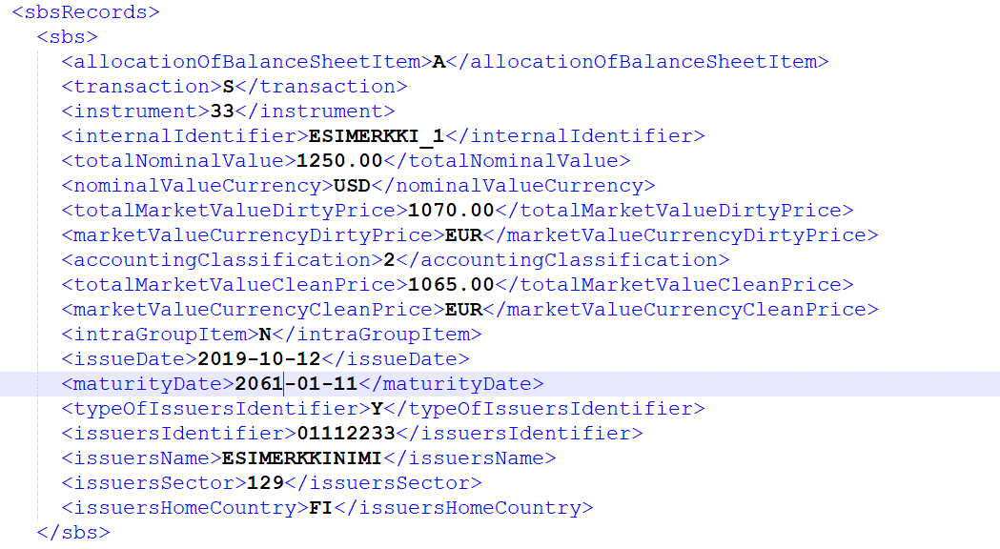 <sbsRecords>
<sbs>
<allocationOfBalanceSheetItem>A</allocationOfBalanceSheetItem>
<transaction>S</transaction>
<instrument>33</instrument>
<internalIdentifier>ESIMERKKI_1</internalIdentifier>
<totalNominalValue>1250.00</totalNominalValue>
<nominalValueCurrency>USD</nominalValueCurrency>
<totalMarketValueDirtyPrice>1070.00</totalMarketValueDirtyPrice>
<marketValueCurrencyDirtyPrice>EUR</marketValueCurrencyDirtyPrice>
<accountingClassification>2</accountingClassification>
<totalMarketValueCleanPrice>1065.00</totalMarketValueCleanPrice>
<marketValueCurrencyCleanPrice>EUR</marketValueCurrencyCleanPrice>
<intraGroupItem>N</intraGroupItem>
<issueDate>2019-10-12</issueDate>
<maturityDate>2061-01-11</maturityDate>
<typeOfIssuersIdentifier>Y</typeOfIssuersIdentifier>
<issuersIdentifier>01112233</issuersIdentifier>
<issuersName>ESIMERKKINIMI</issuersName>
<issuersSector>129</issuersSector>
<issuersHomeCountry>FI</issuersHomeCountry>
</sbs>